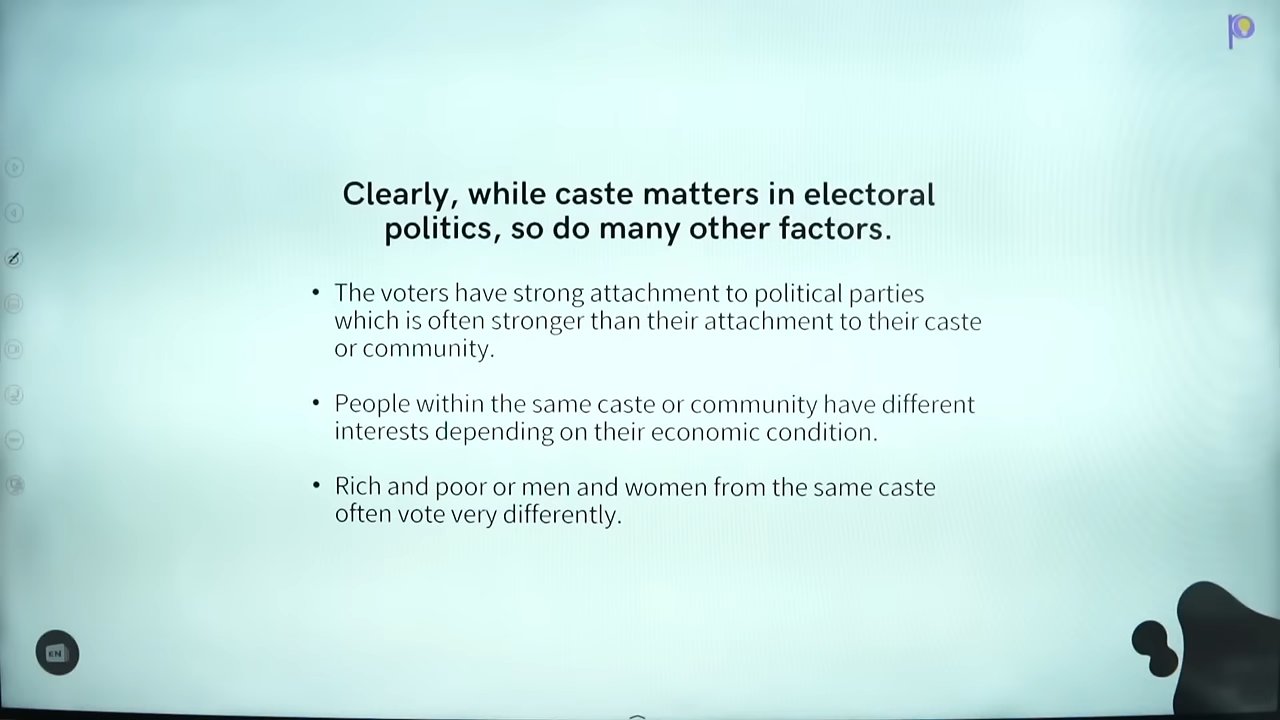 Clearly, while caste matters in electoral
politics, so do many other factors.
• The voters have strong attachment to political parties
which is often stronger than their attachment to their caste
or community.
• People within the same caste or community have different
interests depending on their economic condition.
• Rich and poor or men and women from the same caste
often vote very differently.
EN